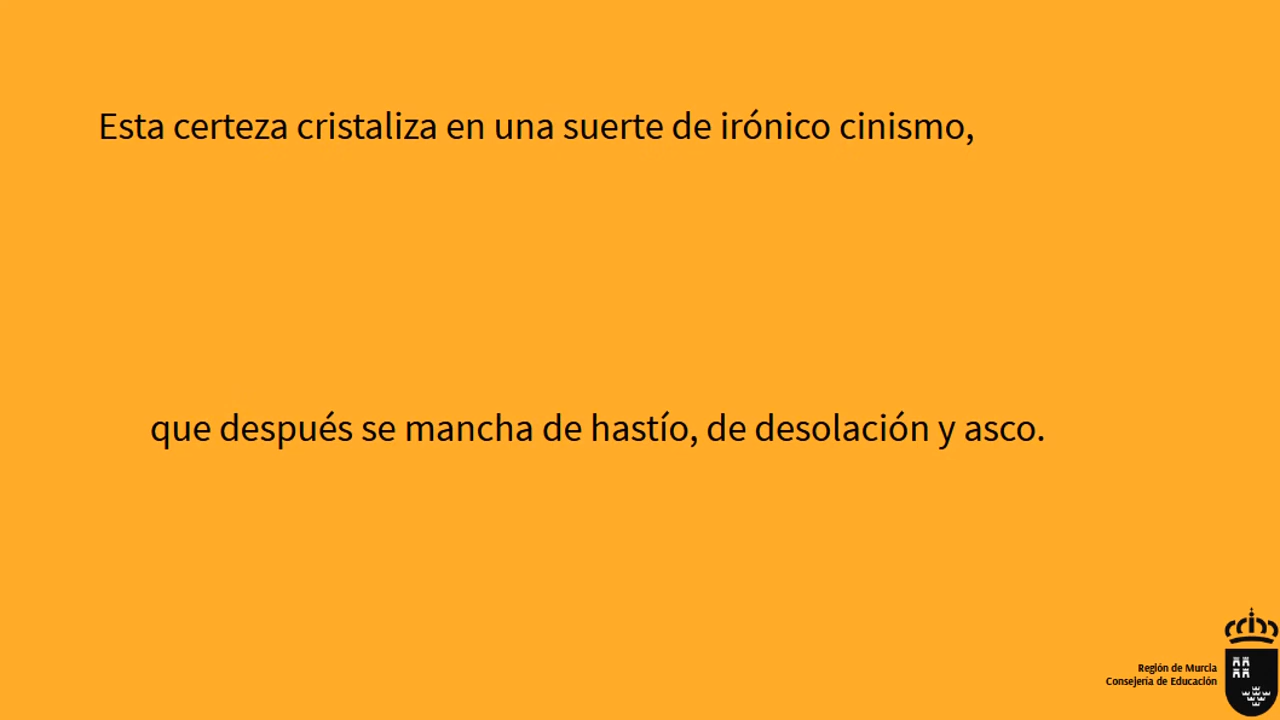 Esta certeza cristaliza en una suerte de irónico cinismo,
que después se mancha de hastío, de desolación y asco.
Región de Murcia
Consejería de Educación